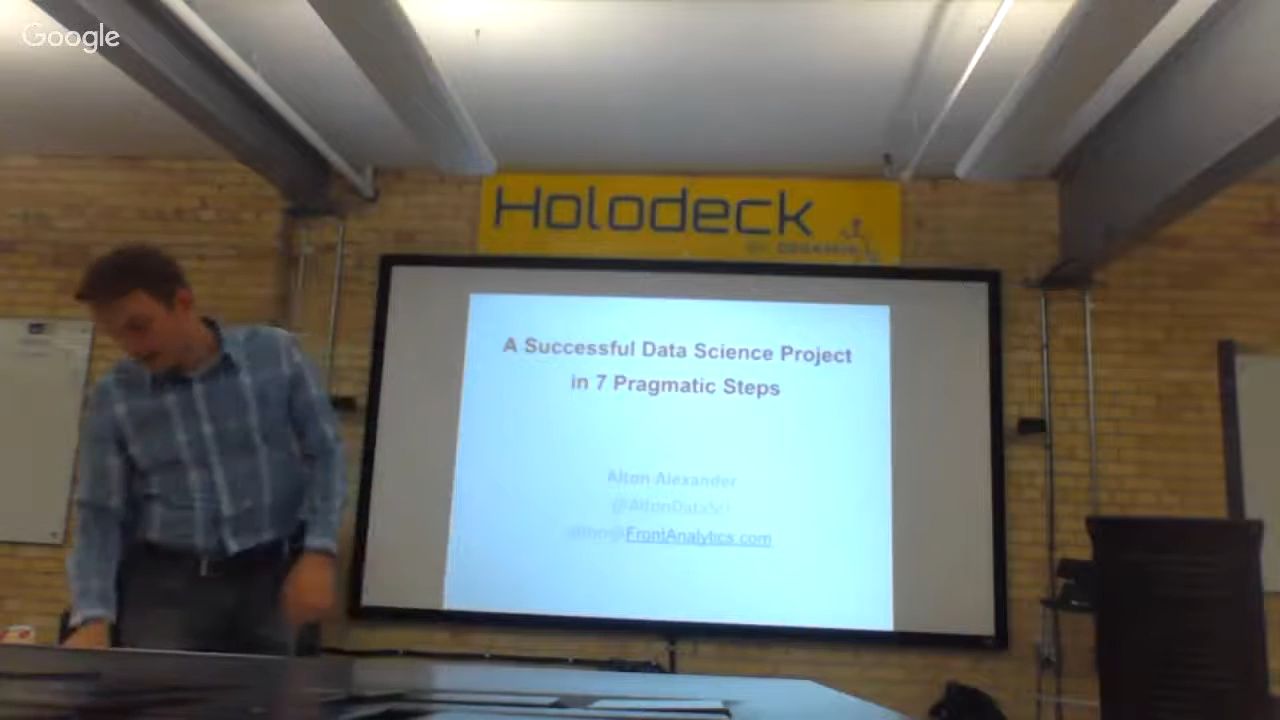 Google
Holodeck
A Successful Data Science Project
in 7 Pragmatic Steps
Alton Alexander
FrontAnalytics.com